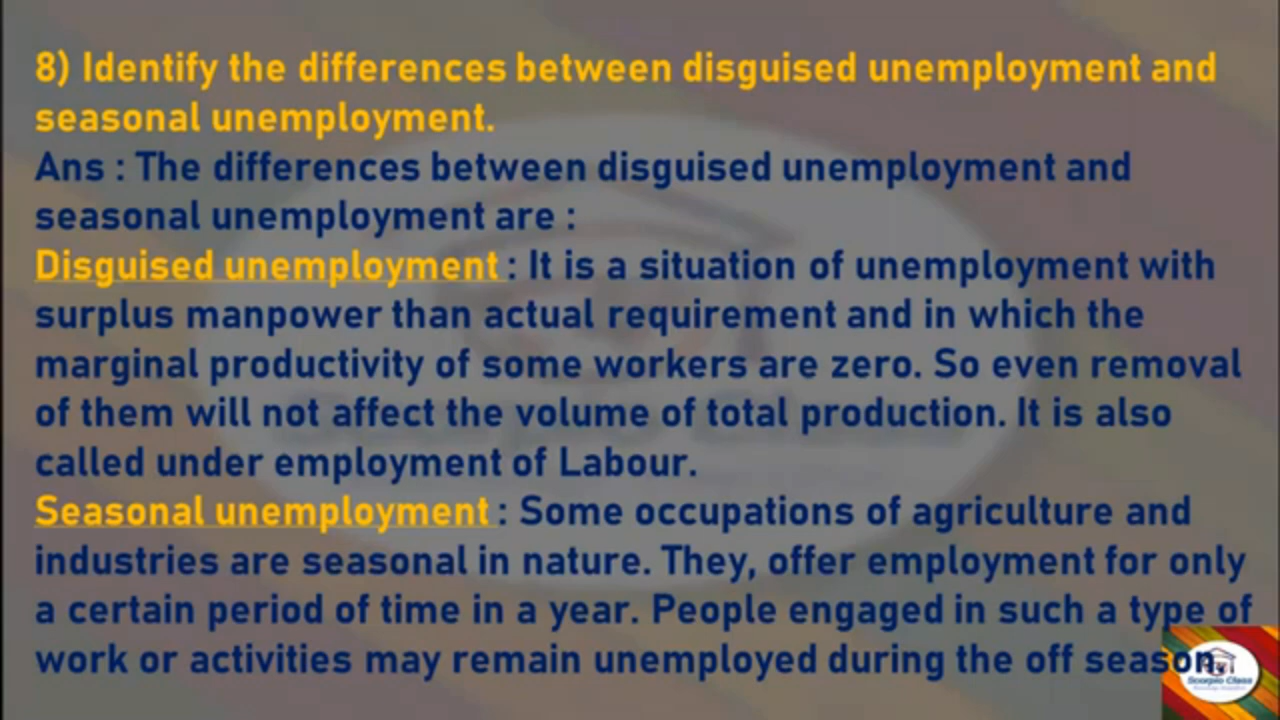 8) Identify the differences between disguised unemployment and
seasonal unemployment.
Ans : The differences between disguised unemployment and
seasonal unemployment are :
Disguised unemployment : It is a situation of unemployment with
surplus manpower than actual requirement and in which the
marginal productivity of some workers are zero. So even removal
of them will not affect the volume of total production. It is also
called under employment of Labour.
Seasonal unemployment : Some occupations of agriculture and
industries are seasonal in nature. They, offer employment for only
a certain period of time in a year. People engaged in such a type of
work or activities may remain unemployed during the off season.
Scorpio Class